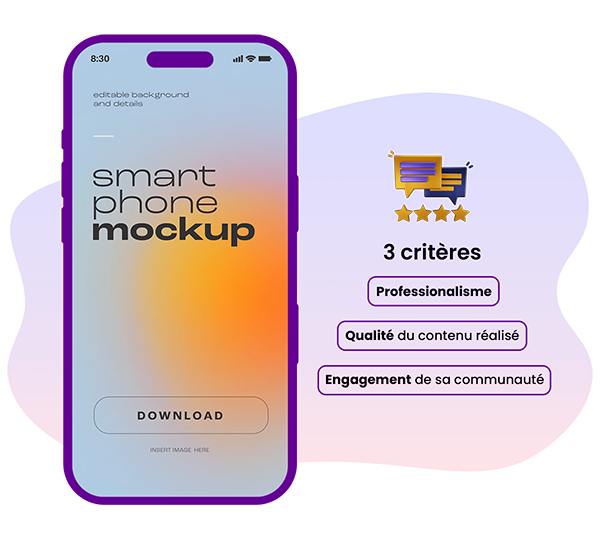 8:30
editable background
and details
smart
phone
mockup
DOWNLOAD
INSERT IMAGE HERE
3 critères
Professionalisme
Qualité du contenu réalisé
Engagement de sa communauté